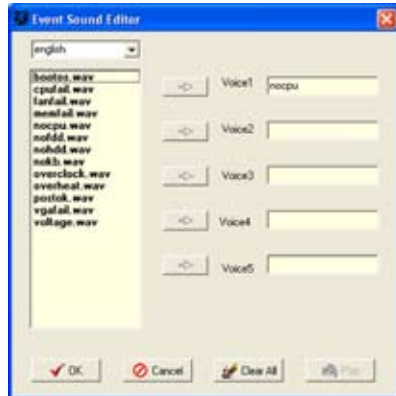 Event Sound Editor
english
bootos.wav
cpufail.wav
fanfail.wav
memfail.wav
nocpu.wav
nofdd.wav
nohdd.wav
nokb.wav
overclock.wav
overheat.wav
postok.wav
vgafail.wav
voltage.wav
Voice1 nocpu
Voice2
Voice3
Voice4
Voice5
OK Cancel Clear All Play